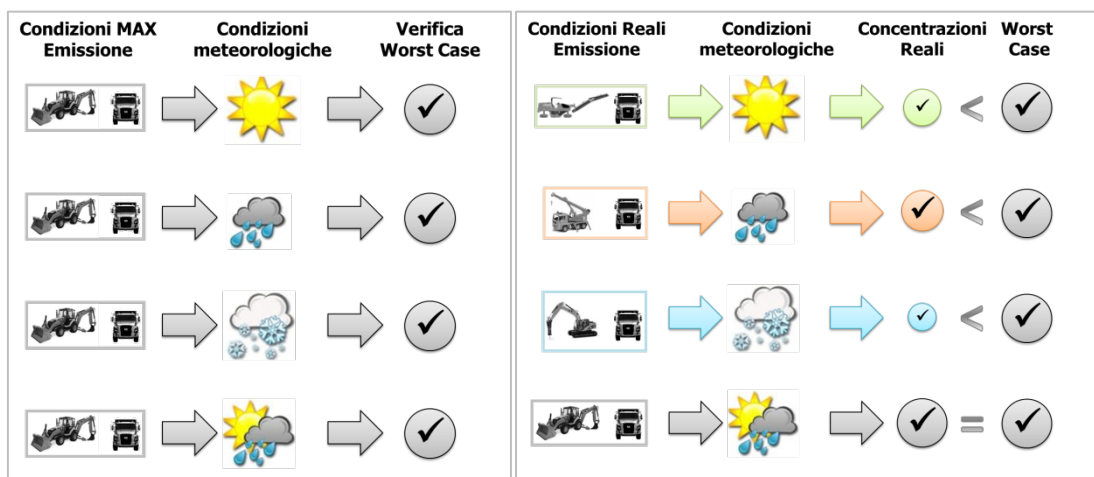 Condizioni MAX
Emissione
Condizioni
meteorologiche
Verifica
Worst Case
Condizioni Reali
Emissione
Condizioni
meteorologiche
Concentrazioni
Reali
Worst
Case
<
<
<
=